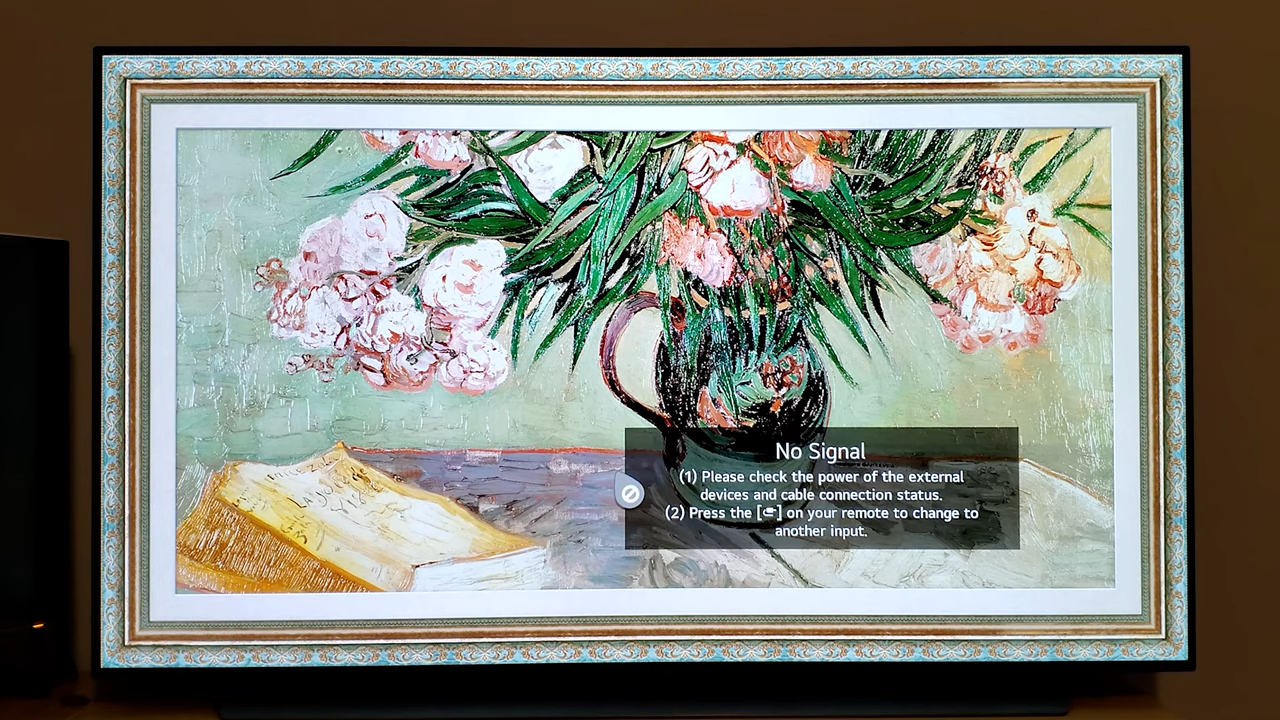 No Signal
(1) Please check the power of the external
devices and cable connection status.
(2) Press the [ ] on your remote to change to
another input.